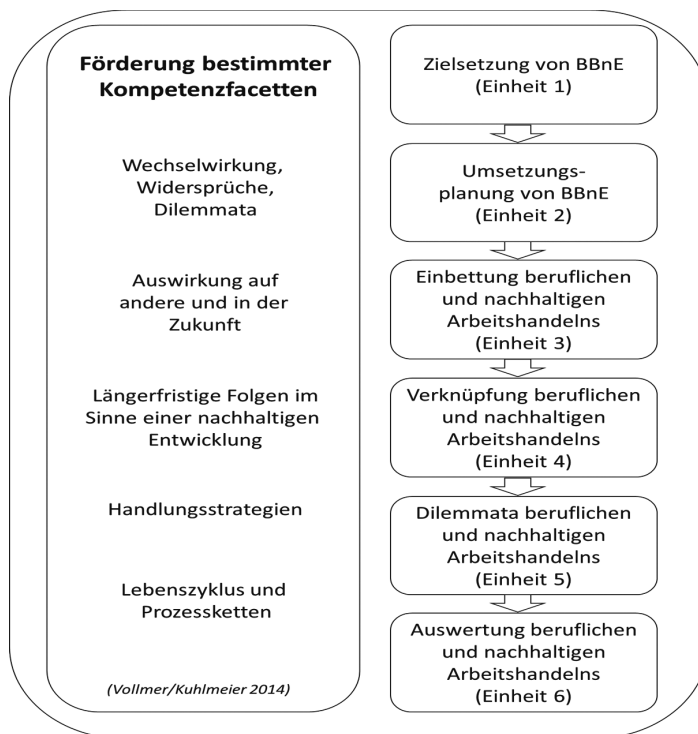 Förderung bestimmter
Kompetenzfacetten
Wechselwirkung,
Widersprüche,
Dilemmata
Auswirkung auf
andere und in der
Zukunft
Längerfristige Folgen im
Sinne einer nachhaltigen
Entwicklung
Handlungsstrategien
Lebenszyklus und
Prozessketten
(Vollmer/Kuhlmeier 2014)
Zielsetzung von BBnE
(Einheit 1)
Umsetzungs-
planung von BBnE
(Einheit 2)
Einbettung beruflichen
und nachhaltigen
Arbeitshandelns
(Einheit 3)
Verknüpfung beruflichen
und nachhaltigen
Arbeitshandelns
(Einheit 4)
Dilemmata beruflichen
und nachhaltigen
Arbeitshandelns
(Einheit 5)
Auswertung beruflichen
und nachhaltigen
Arbeitshandelns
(Einheit 6)